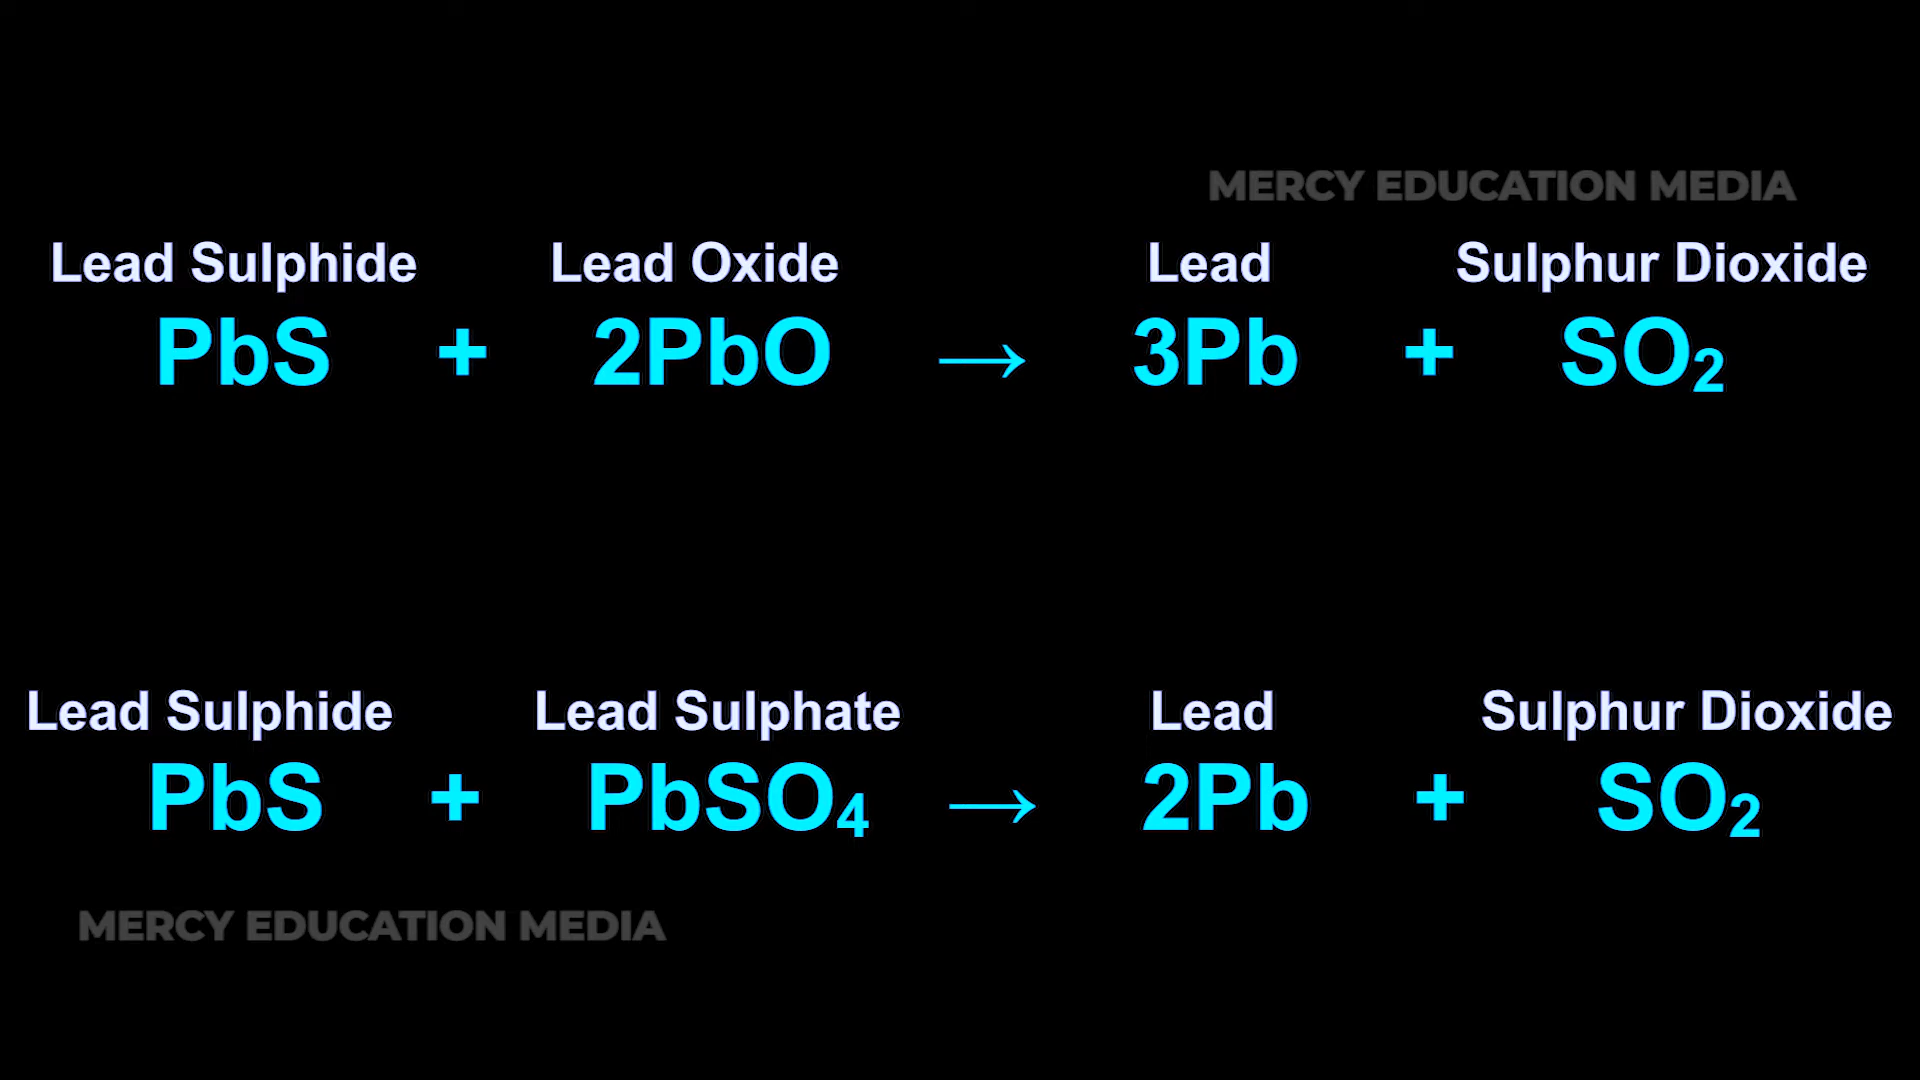 MERCY EDUCATION MEDIA
Lead Sulphide Lead Oxide Lead Sulphur Dioxide
PbS + 2PbO → 3Pb + SO₂
Lead Sulphide Lead Sulphate Lead Sulphur Dioxide
PbS + PbSO₄ → 2Pb + SO₂
MERCY EDUCATION MEDIA